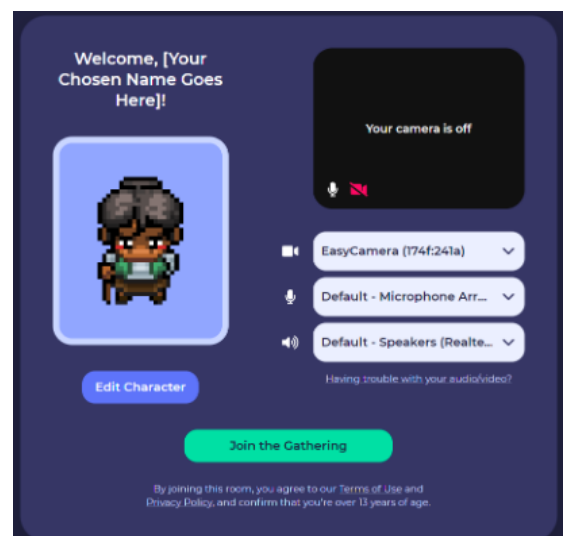 Welcome, [Your
Chosen Name Goes
Here]!
Your camera is off
EasyCamera (174f:241a)
Default - Microphone Arr...
Default - Speakers (Realte...
Having trouble with your audio/video?
Edit Character
Join the Gathering
By joining this room, you agree to our Terms of Use and
Privacy Policy, and confirm that you're over 13 years of age.